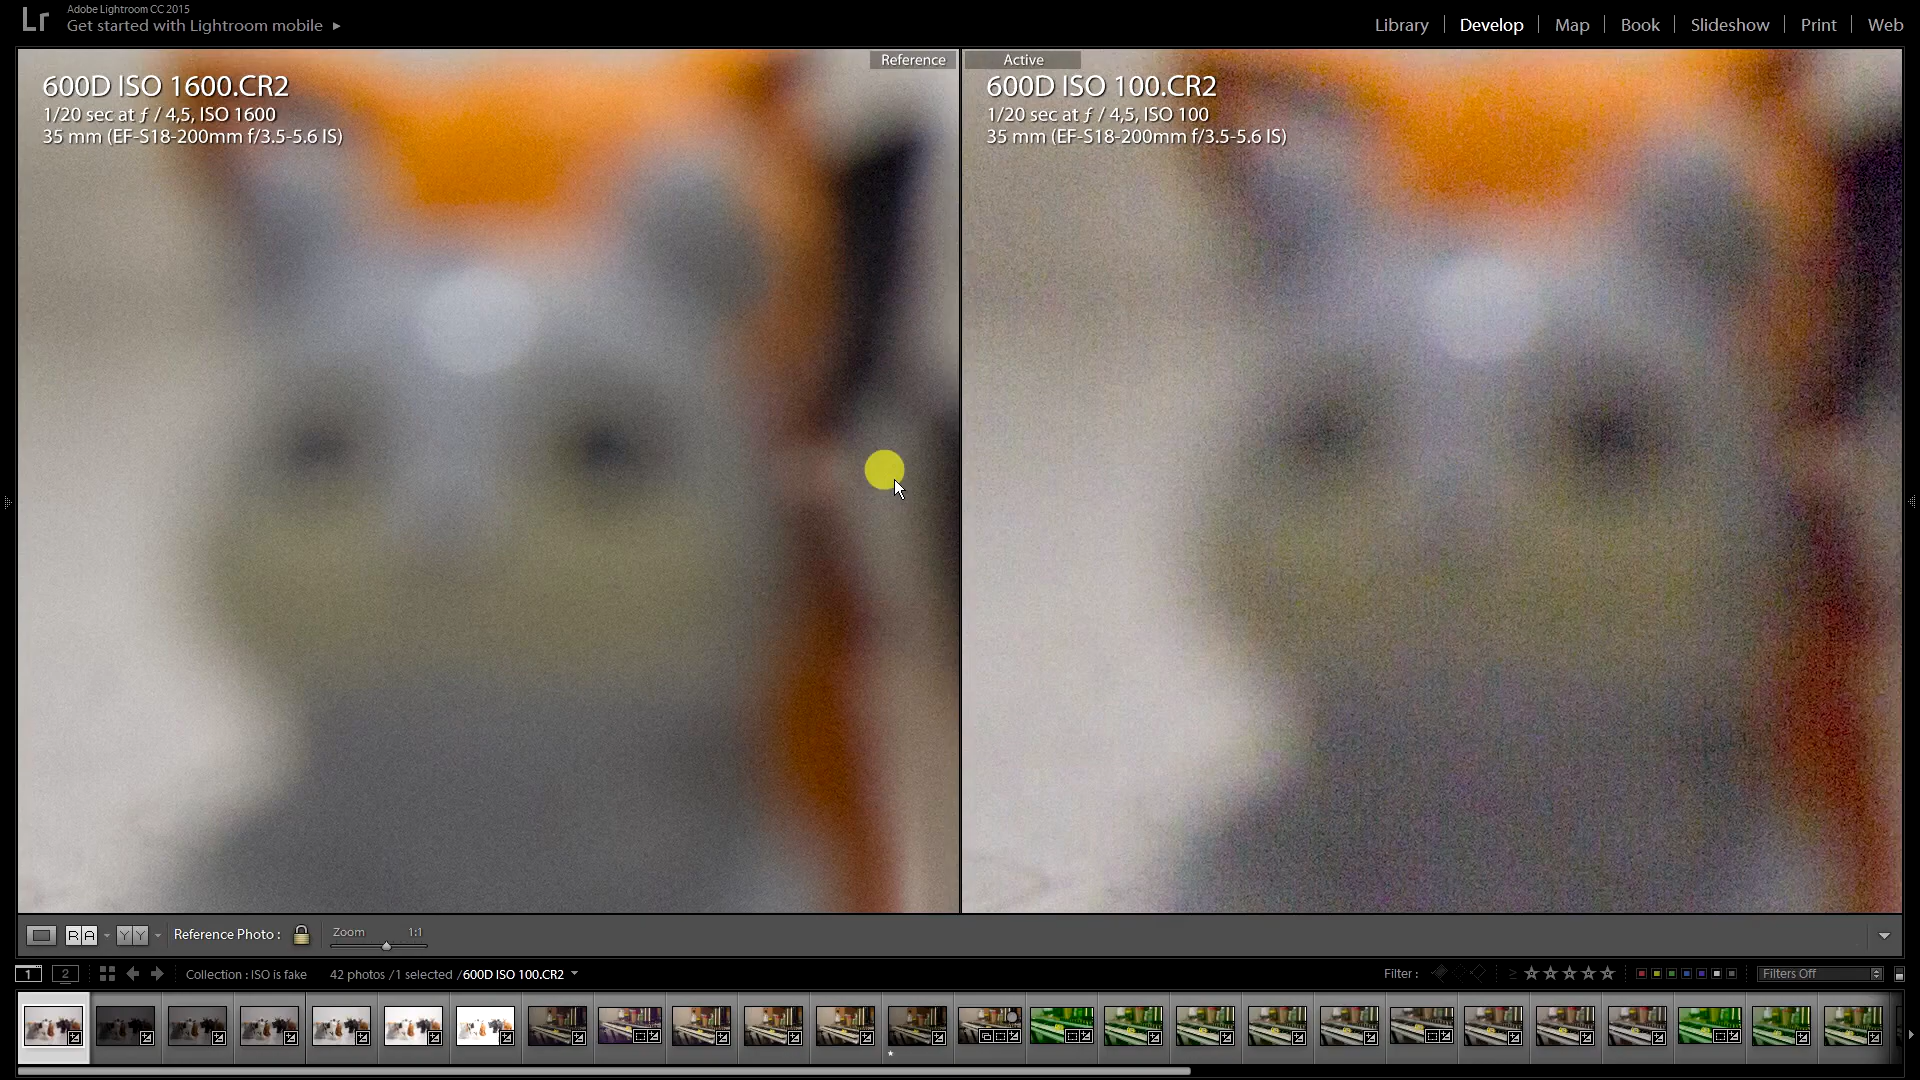 Lr
Adobe Lightroom CC 2015
Get started with Lightroom mobile
Library
Develop
Map
Book
Slideshow
Print
Web
Reference
600D ISO 1600.CR2
1/20 sec at ƒ / 4,5, ISO 1600
35 mm (EF-S18-200mm f/3.5-5.6 IS)
Active
600D ISO 100.CR2
1/20 sec at ƒ / 4,5, ISO 100
35 mm (EF-S18-200mm f/3.5-5.6 IS)
R A
Y Y
Reference Photo :
Zoom 1:1
1
2
Collection : ISO is fake
42 photos /1 selected /600D ISO 100.CR2
Filter :
Filters Off